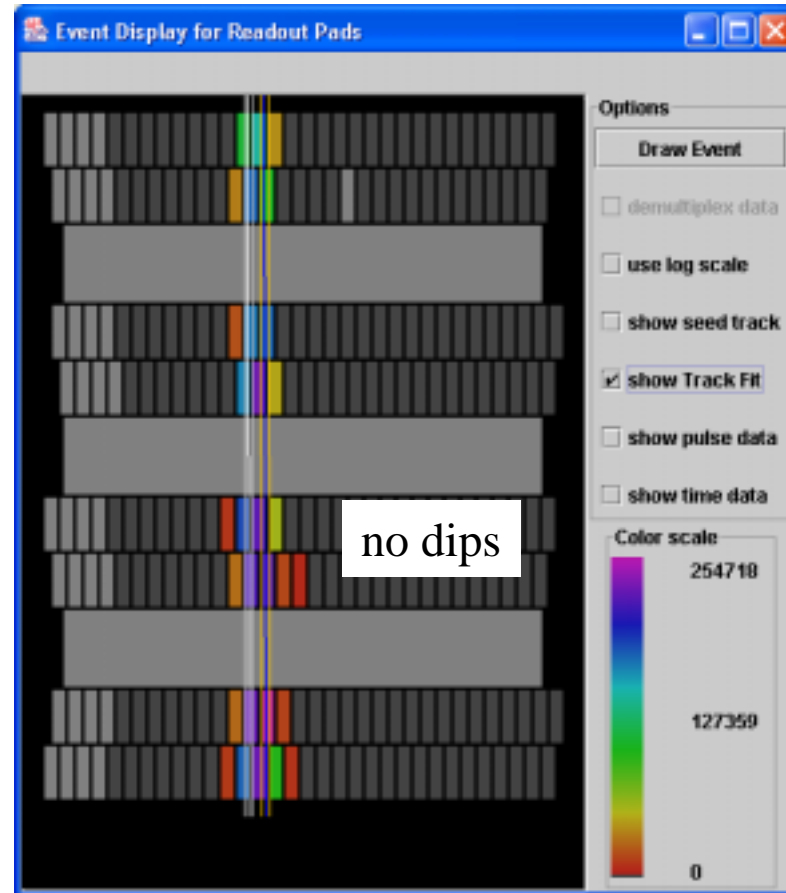 Event Display for Readout Pads
Options
Draw Event
demultiplex data
use log scale
show seed track
show Track Fit
show pulse data
show time data
no dips
Color scale
254718
127359
0